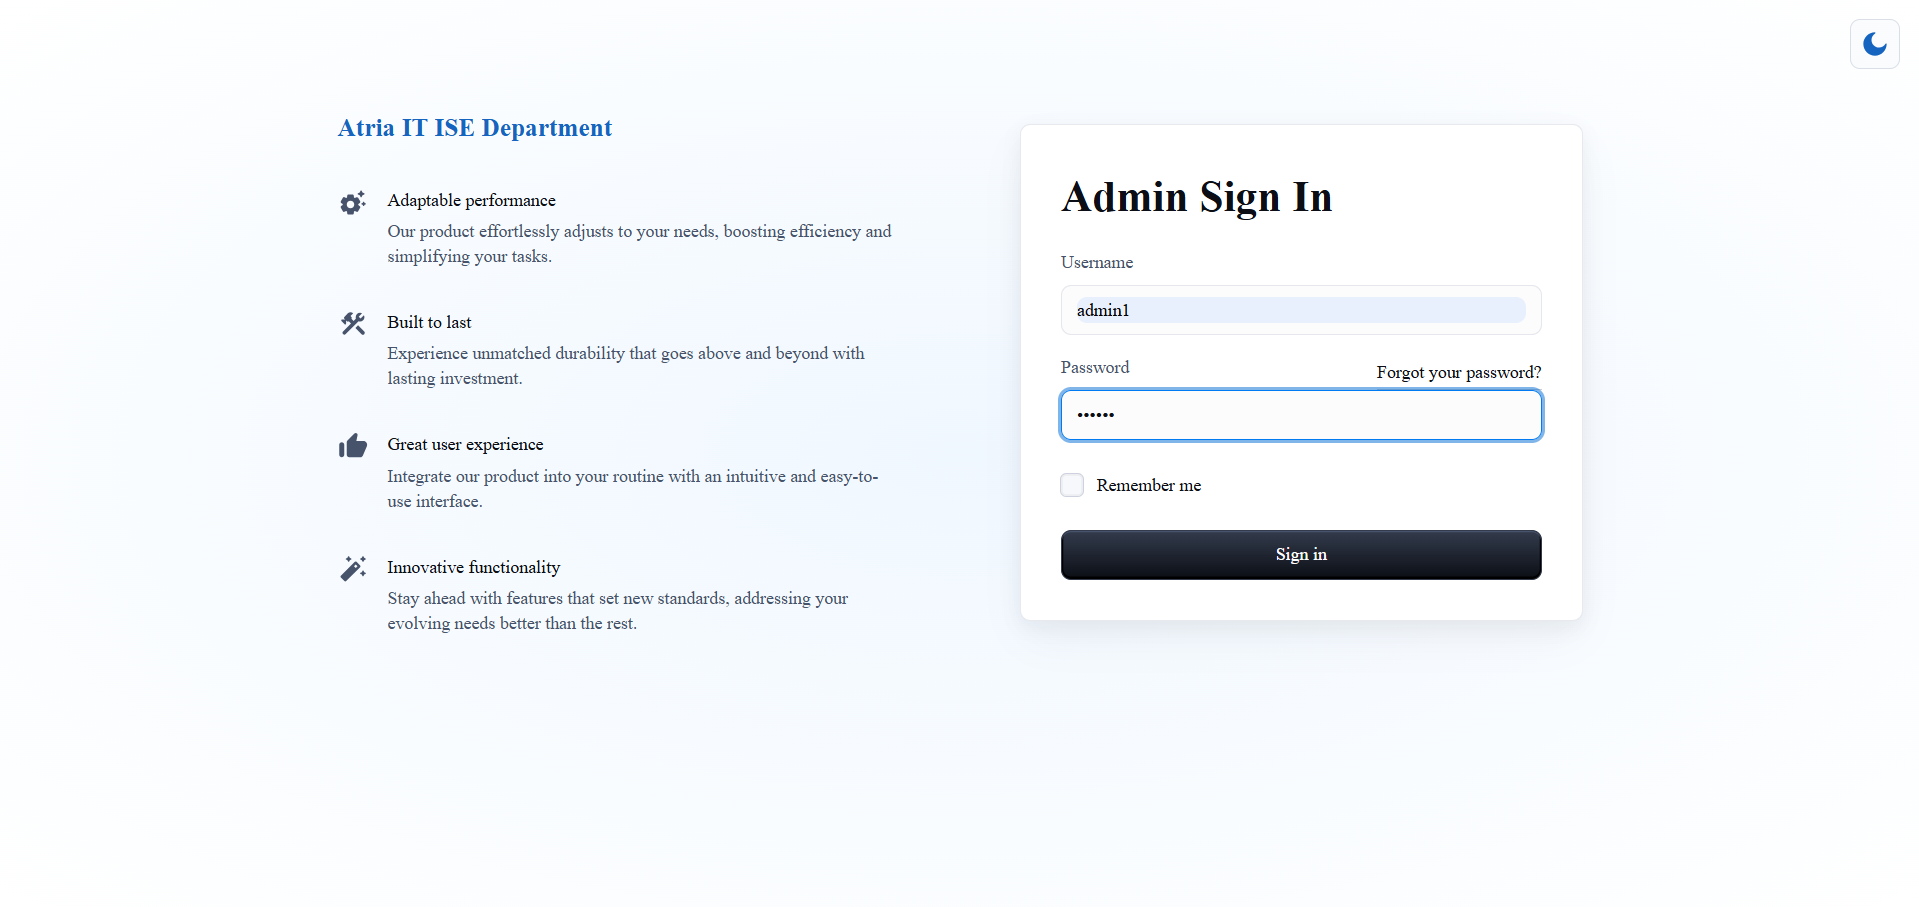 Atria IT ISE Department
Adaptable performance
Our product effortlessly adjusts to your needs, boosting efficiency and
simplifying your tasks.
Built to last
Experience unmatched durability that goes above and beyond with
lasting investment.
Great user experience
Integrate our product into your routine with an intuitive and easy-to-
use interface.
Innovative functionality
Stay ahead with features that set new standards, addressing your
evolving needs better than the rest.
Admin Sign In
Username
admin1
Password
Forgot your password?
••••••
Remember me
Sign in